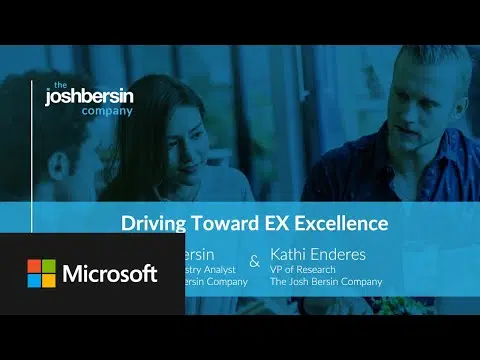 the
joshbersin
company
Driving Toward EX Excellence
ersin & Kathi Enderes
stry Analyst VP of Research
ersin Company The Josh Bersin Company
Microsoft